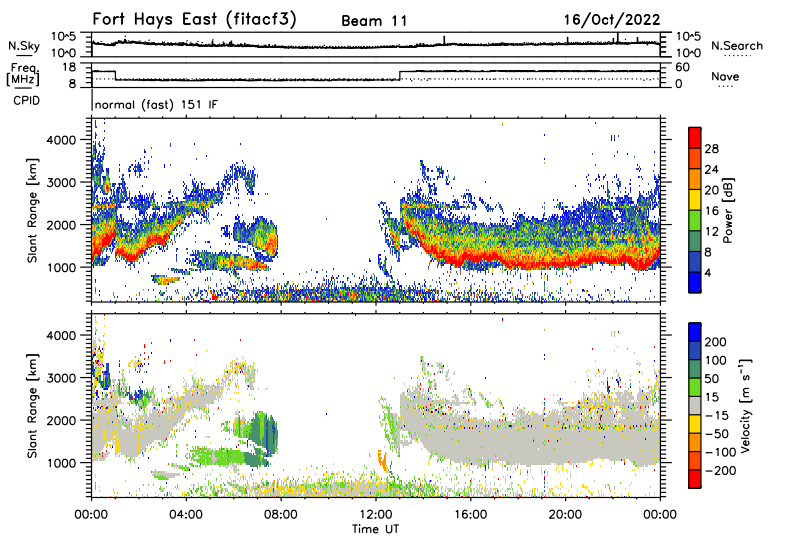 Fort Hays East (fitacf3) Beam 11 16/Oct/2022
N.Sky 10^5 10^0 10^5 10^0 N.Search
Freq. [MHz] 18 8 60 0 Nave
CPID normal (fast) 151 IF
Slant Range [km] 4000 3000 2000 1000
Power [dB] 28 24 20 16 12 8 4
Slant Range [km] 4000 3000 2000 1000
Velocity [m s⁻¹] 200 100 50 15 −15 −50 −100 −200
00:00 04:00 08:00 12:00 16:00 20:00 00:00
Time UT